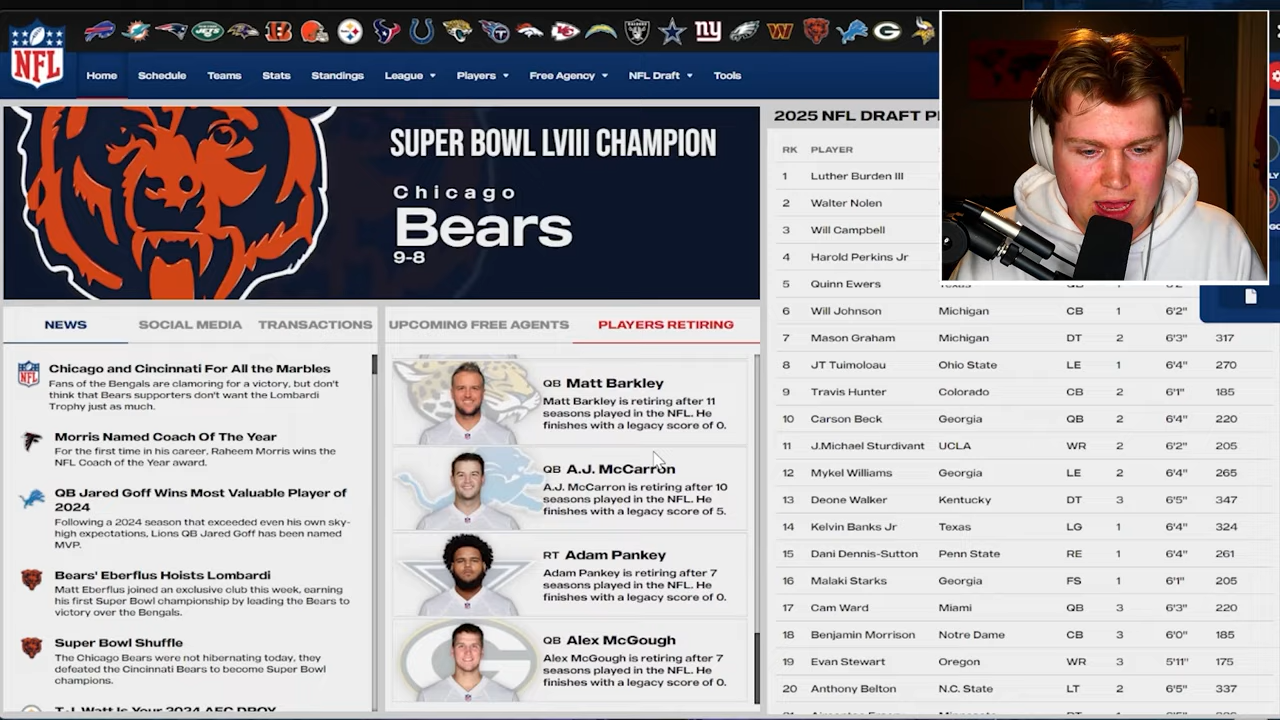 NFL
Home Schedule Teams Stats Standings League Players Free Agency NFL Draft Tools
SUPER BOWL LVIII CHAMPION
Chicago
Bears
9-8
NEWS SOCIAL MEDIA TRANSACTIONS
Chicago and Cincinnati For All the Marbles
Fans of the Bengals are clamoring for a victory, but don't
think that Bears supporters don't want the Lombardi
Trophy just as much.
Morris Named Coach Of The Year
For the first time in his career, Raheem Morris wins the
NFL Coach of the Year award.
QB Jared Goff Wins Most Valuable Player of
2024
Following a 2024 season that exceeded even his own sky-
high expectations, Lions QB Jared Goff has been named
MVP.
Bears' Eberflus Hoists Lombardi
Matt Eberflus joined an exclusive club this week, earning
his first Super Bowl championship by leading the Bears to
victory over the Bengals.
Super Bowl Shuffle
The Chicago Bears were not hibernating today, they
defeated the Cincinnati Bears to become Super Bowl
champions.
T.J. Watt Is Your 2024 AFC DPOY
UPCOMING FREE AGENTS PLAYERS RETIRING
QB Matt Barkley
Matt Barkley is retiring after 11
seasons played in the NFL. He
finishes with a legacy score of 0.
QB A.J. McCarron
A.J. McCarron is retiring after 10
seasons played in the NFL. He
finishes with a legacy score of 5.
RT Adam Pankey
Adam Pankey is retiring after 7
seasons played in the NFL. He
finishes with a legacy score of 0.
QB Alex McGough
Alex McGough is retiring after 7
seasons played in the NFL. He
finishes with a legacy score of 0.
2025 NFL DRAFT P
RK PLAYER
1 Luther Burden III
2 Walter Nolen
3 Will Campbell
4 Harold Perkins Jr
5 Quinn Ewers Texas QB 1 6'2"
6 Will Johnson Michigan CB 1 6'2"
7 Mason Graham Michigan DT 2 6'3" 317
8 JT Tuimoloau Ohio State LE 1 6'4" 270
9 Travis Hunter Colorado CB 2 6'1" 185
10 Carson Beck Georgia QB 2 6'4" 220
11 J.Michael Sturdivant UCLA WR 2 6'2" 205
12 Mykel Williams Georgia LE 2 6'4" 265
13 Deone Walker Kentucky DT 3 6'5" 347
14 Kelvin Banks Jr Texas LG 1 6'4" 324
15 Dani Dennis-Sutton Penn State RE 1 6'4" 261
16 Malaki Starks Georgia FS 1 6'1" 205
17 Cam Ward Miami QB 3 6'3" 220
18 Benjamin Morrison Notre Dame CB 3 6'0" 185
19 Evan Stewart Oregon WR 3 5'11" 175
20 Anthony Belton N.C. State LT 2 6'5" 337